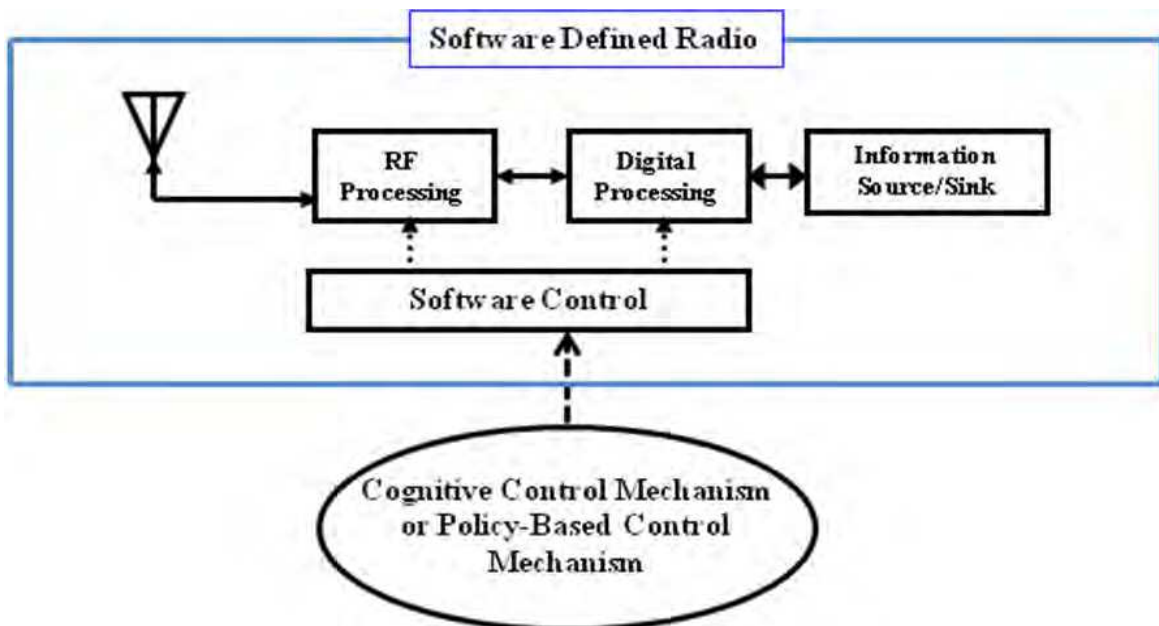 Software Defined Radio
RF
Processing
Digital
Processing
Information
Source/Sink
Software Control
Cognitive Control Mechanism
or Policy-Based Control
Mechanism